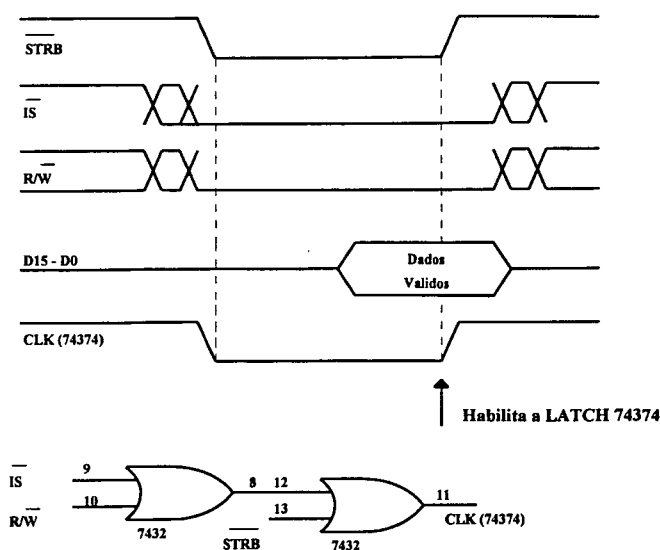 STRB
IS
R/W
D15 - D0
Dados
Validos
CLK (74374)
Habilita a LATCH 74374
IS
9
8
12
11
R/W
10
13
CLK (74374)
7432
STRB
7432